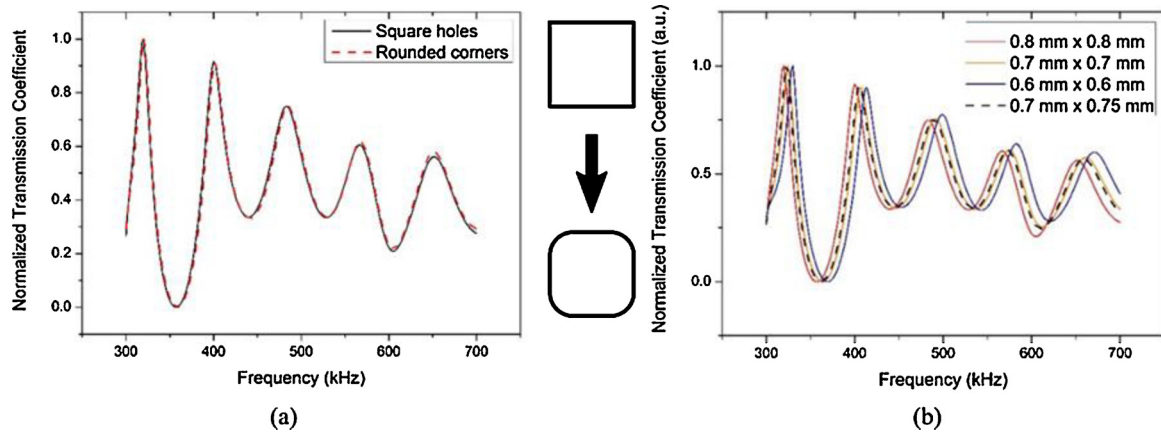 Normalized Transmission Coefficient
1.0
0.8
0.6
0.4
0.2
0.0
300
400
500
600
700
Frequency (kHz)
Square holes
Rounded corners
(a)
Normalized Transmission Coefficient (a.u.)
1.0
0.5
0.0
300
400
500
600
700
Frequency (kHz)
0.8 mm x 0.8 mm
0.7 mm x 0.7 mm
0.6 mm x 0.6 mm
0.7 mm x 0.75 mm
(b)